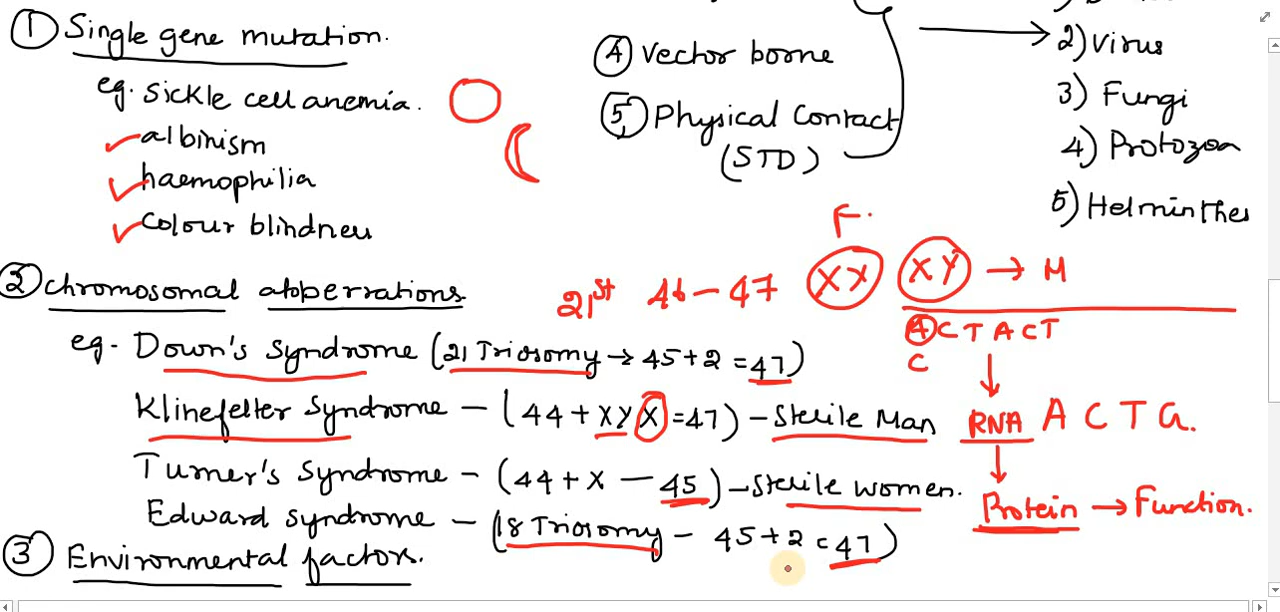 ① Single gene mutation.
eg. Sickle cell anemia.
albinism
haemophilia
Colour blindness
④ Vector borne
⑤ Physical Contact
(STD)
2) Virus
3) Fungi
4) Protozoa
5) Helminthes
F.
XX XY → M
② chromosomal abberrations
21st 46-47
eg- Down's Syndrome (21 Triosomy → 45+2=47)
Klinefelter Syndrome - (44+XYX=47) - Sterile Man
Turner's Syndrome - (44+X - 45) - Sterile women.
Edward syndrome - (18 Triosomy - 45+2=47)
③ Environmental factors.
ACTACT
C
RNA ACTG.
Protein → Function.